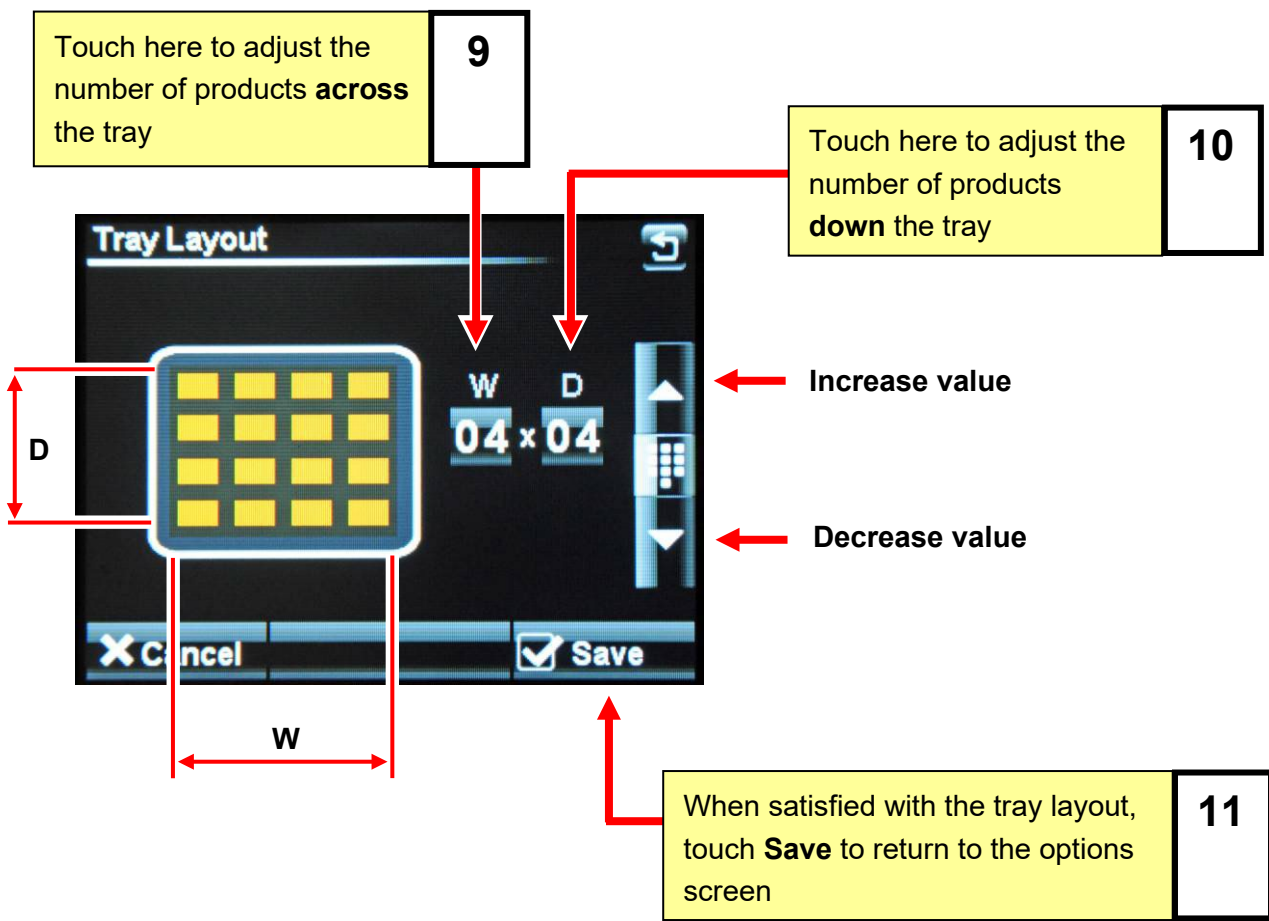 Touch here to adjust the
number of products across
the tray
9
Touch here to adjust the
number of products
down the tray
10
Tray Layout
W D
04 x 04
Increase value
D
Decrease value
Cancel
Save
W
When satisfied with the tray layout,
touch Save to return to the options
screen
11